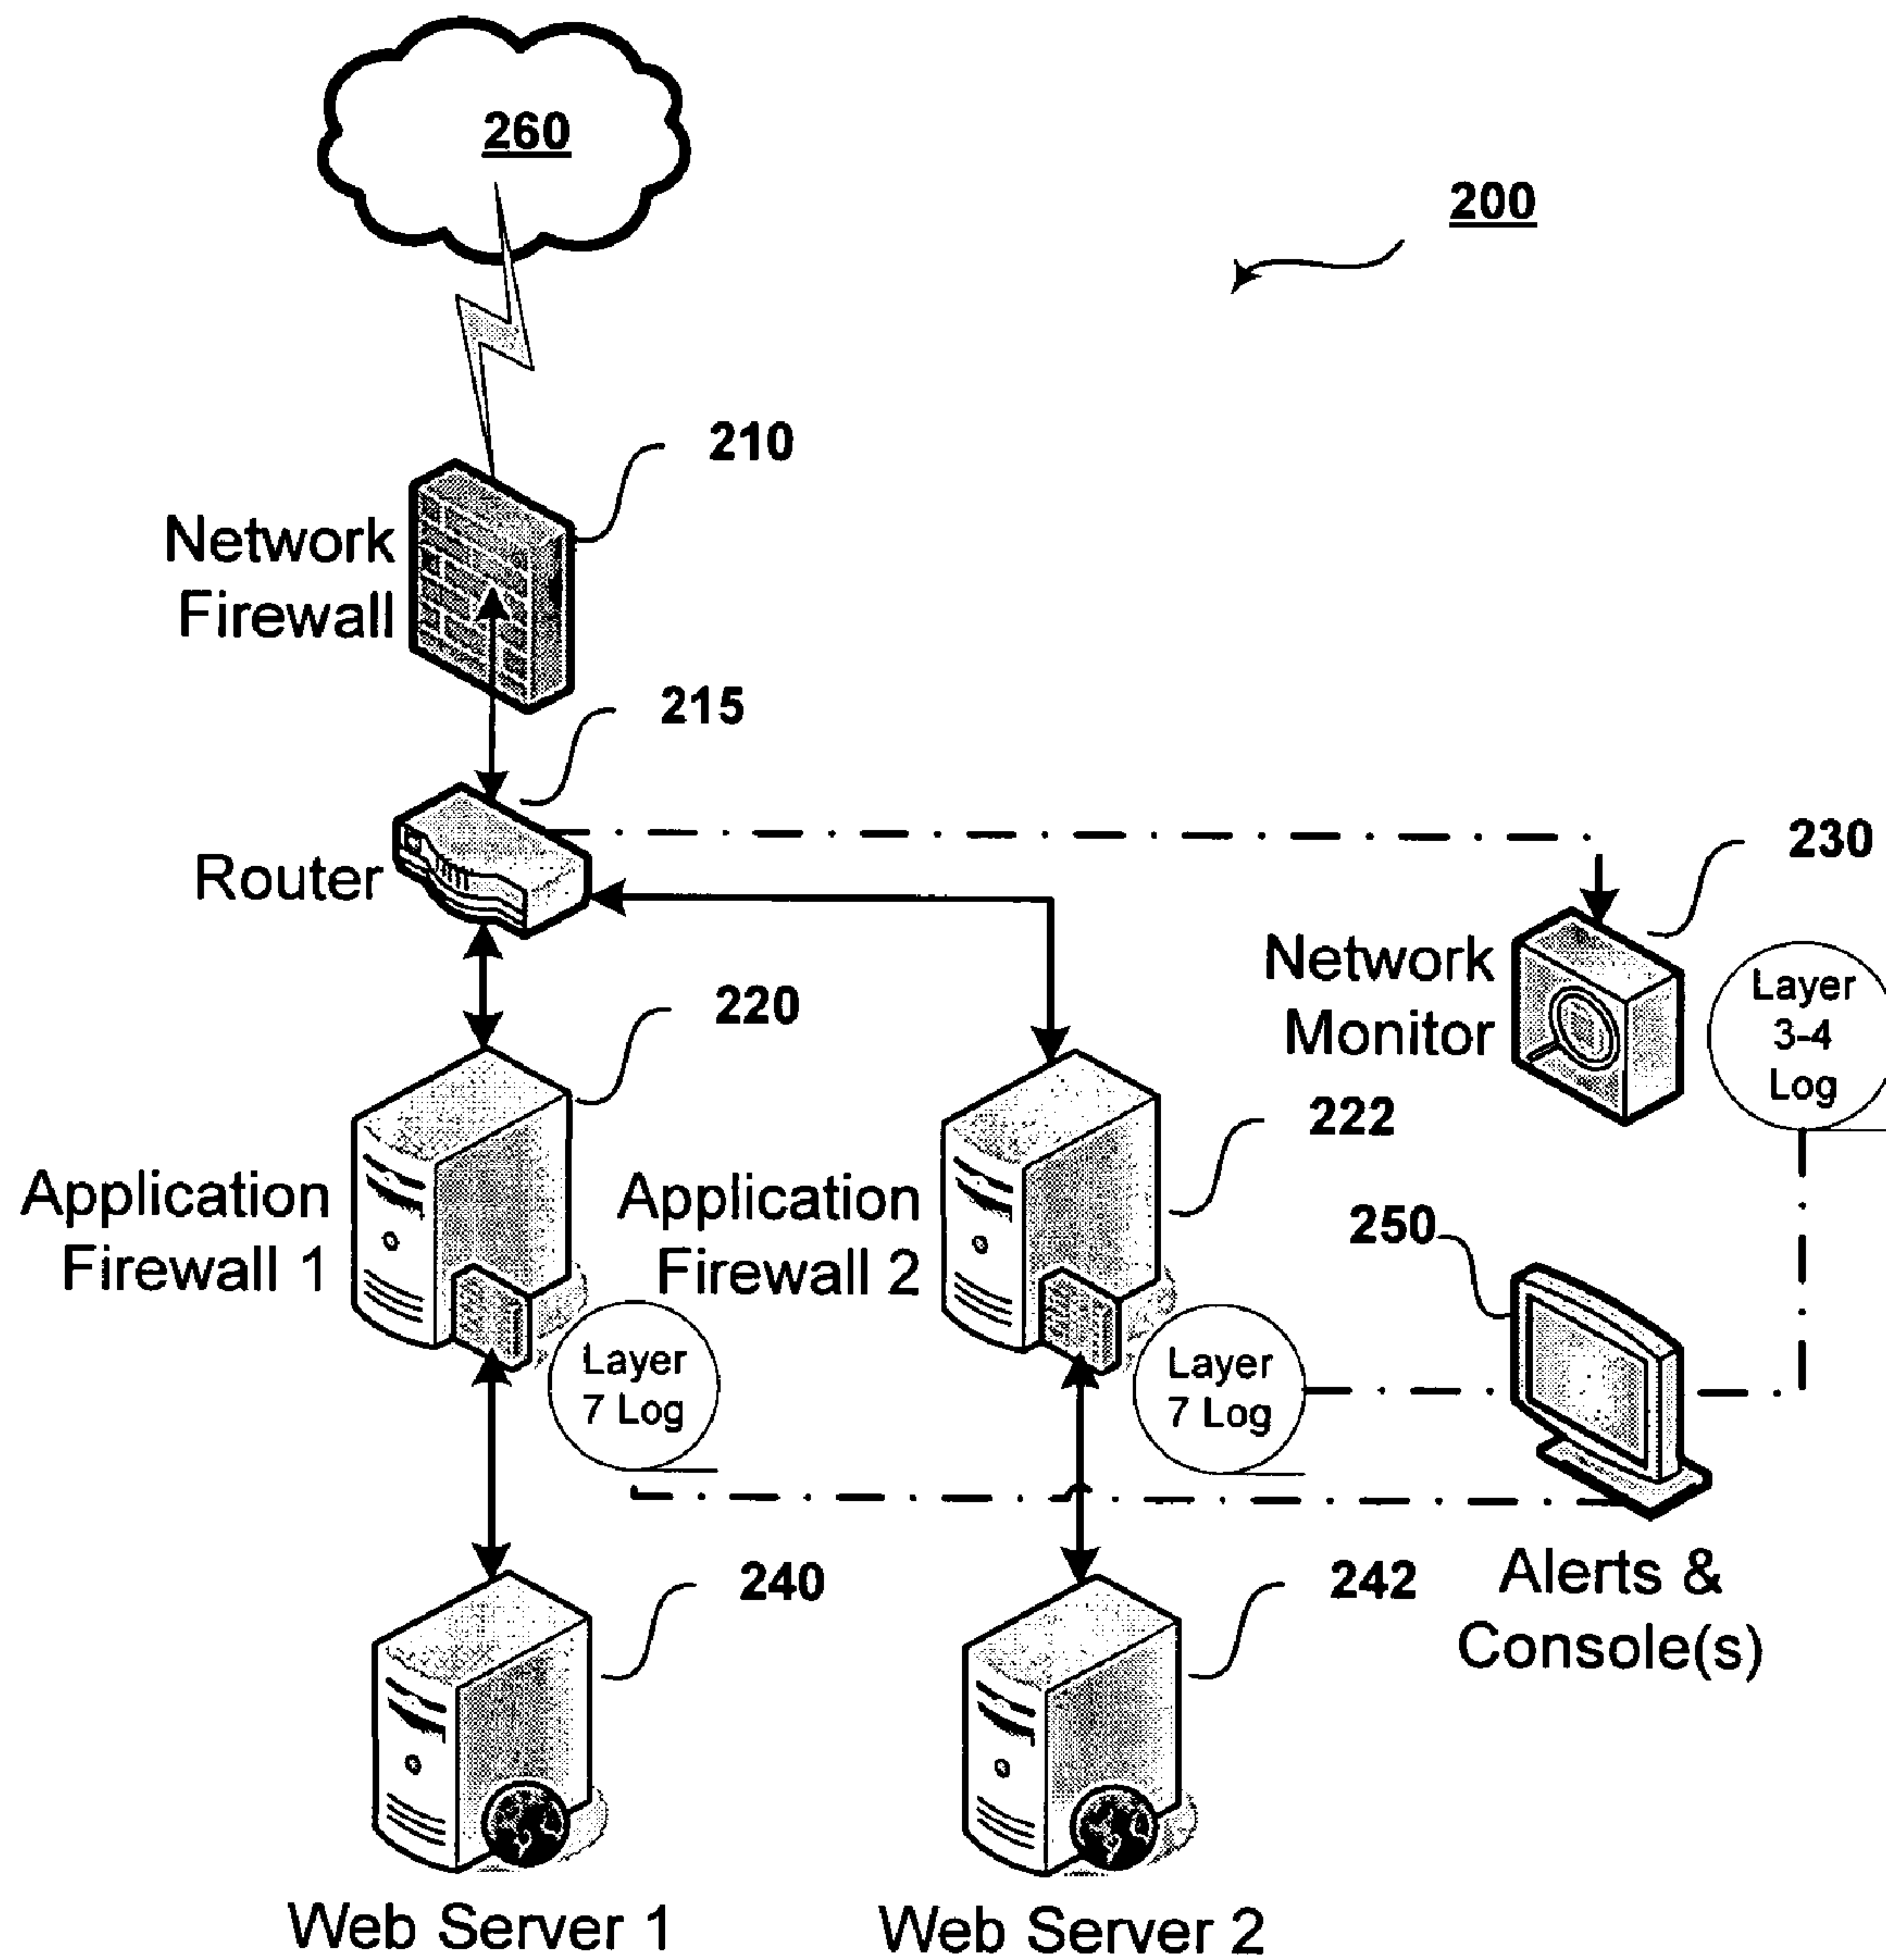 260
200
210
Network
Firewall
215
Router
230
Network
Monitor
Layer
3-4
Log
220
Application
Firewall 1
222
Application
Firewall 2
250
Layer
7 Log
Layer
7 Log
240
242
Alerts &
Console(s)
Web Server 1
Web Server 2